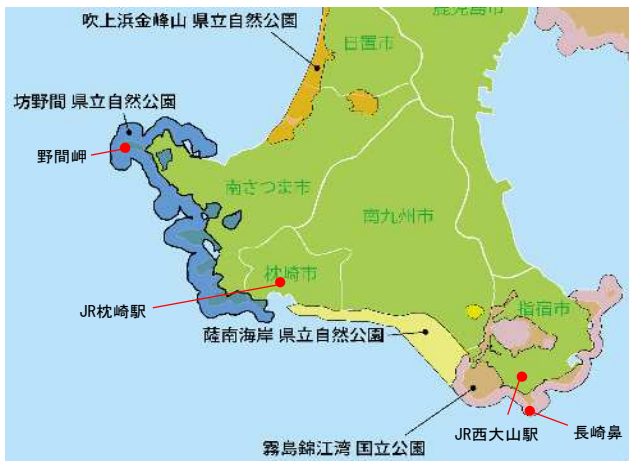 吹上浜金峰山 県立自然公園
鹿児島市
日置市
坊野間 県立自然公園
野間岬
南さつま市
南九州市
枕崎市
JR枕崎駅
指宿市
薩南海岸 県立自然公園
JR西大山駅
長崎鼻
霧島錦江湾 国立公園